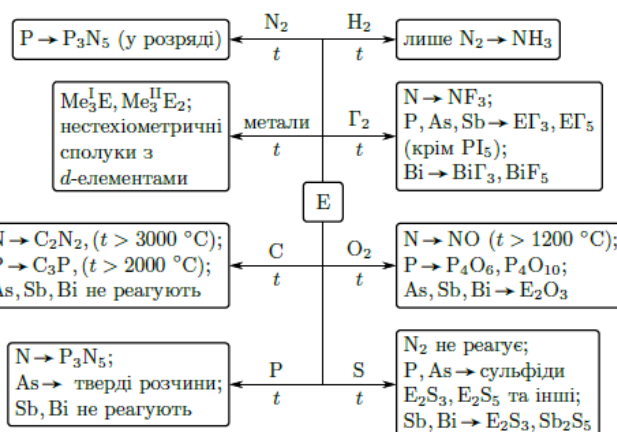 P → P₃N₅ (у розряді)
N₂
t
H₂
t
лише N₂ → NH₃
Me₃ᴵE, Me₃ᴵᴵE₂;
нестехіометричні
сполуки з
d-елементами
метали
t
Г₂
t
N → NF₃;
P, As, Sb → EГ₃, EГ₅
(крім PI₅);
Bi → BiГ₃, BiF₅
E
N → C₂N₂, (t > 3000 °C);
P → C₃P, (t > 2000 °C);
As, Sb, Bi не реагують
C
t
O₂
t
N → NO (t > 1200 °C);
P → P₄O₆, P₄O₁₀;
As, Sb, Bi → E₂O₃
N → P₃N₅;
As → тверді розчини;
Sb, Bi не реагують
P
t
S
t
N₂ не реагує;
P, As → сульфіди
E₂S₃, E₂S₅ та інші;
Sb, Bi → E₂S₃, Sb₂S₅